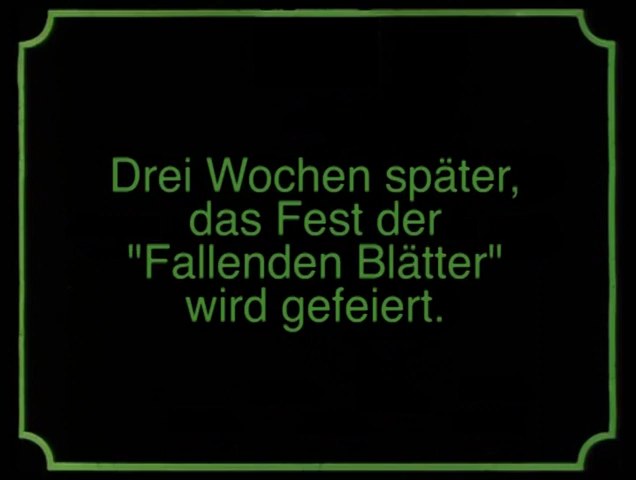 Drei Wochen später,
das Fest der
"Fallenden Blätter"
wird gefeiert.